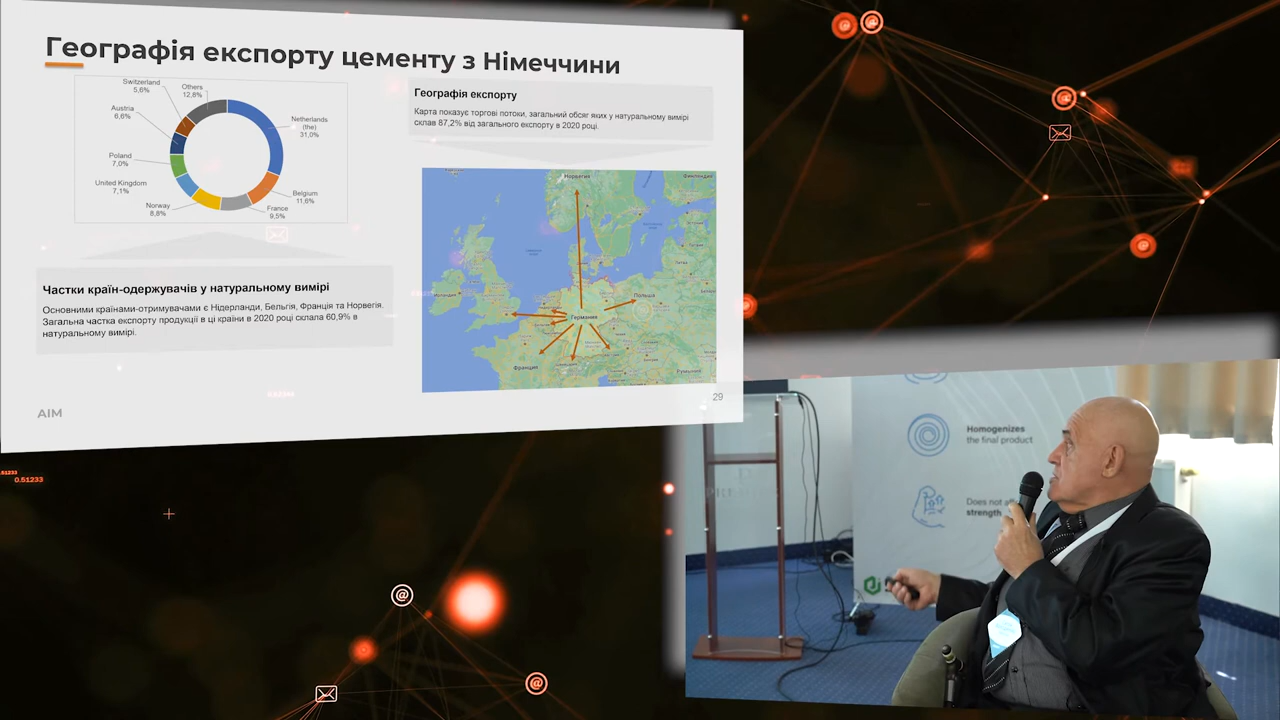 Географія експорту цементу з Німеччини
Switzerland
5,6%
Others
12,8%
Austria
6,6%
Netherlands
(the)
31,0%
Poland
7,0%
United Kingdom
7,1%
Norway
8,8%
France
9,5%
Belgium
11,6%
Географія експорту
Карта показує торгові потоки, загальний обсяг яких у натуральному вимірі
склав 87,2% від загального експорту в 2020 році.
Норвегия
Польша
Германия
Франция
Частки країн-одержувачів у натуральному вимірі
Основними країнами-отримувачами є Нідерланди, Бельгія, Франція та Норвегія.
Загальна частка експорту продукції в ці країни в 2020 році склала 60,9% в
натуральному вимірі.
AIM
29
0.51233
Homogenizes
the final product
Does not
strength